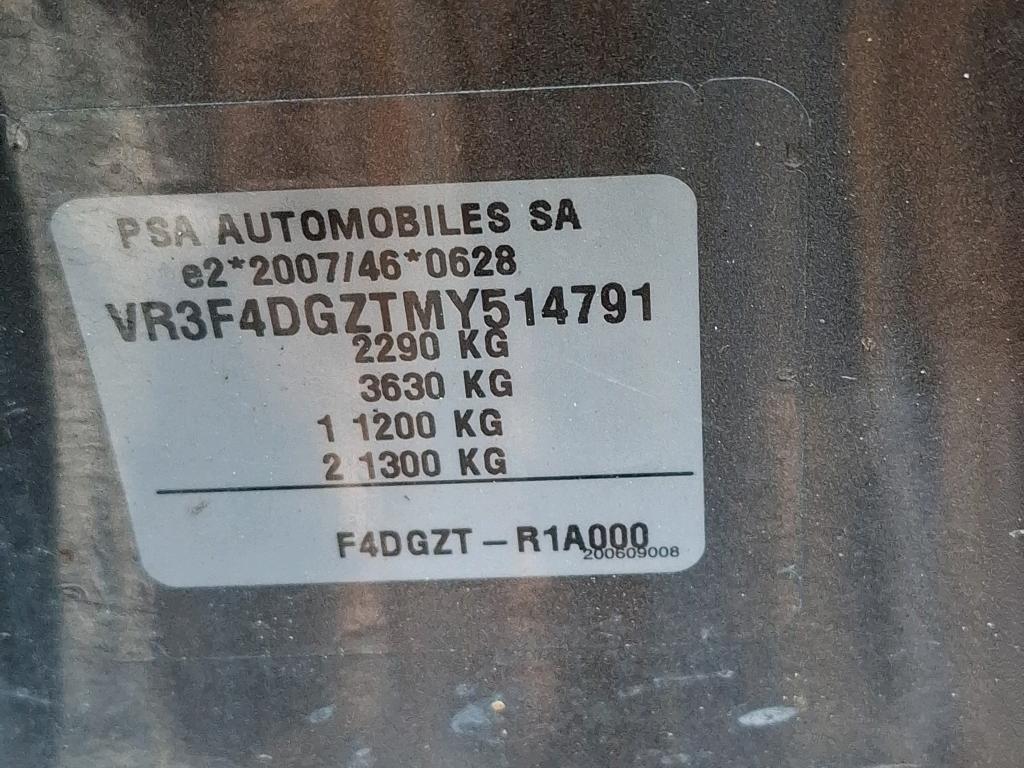 PSA AUTOMOBILES SA
e2*2007/46*0628
VR3F4DGZTMY514791
2290 KG
3630 KG
1 1200 KG
2 1300 KG
F4DGZT – R1A000
200609008